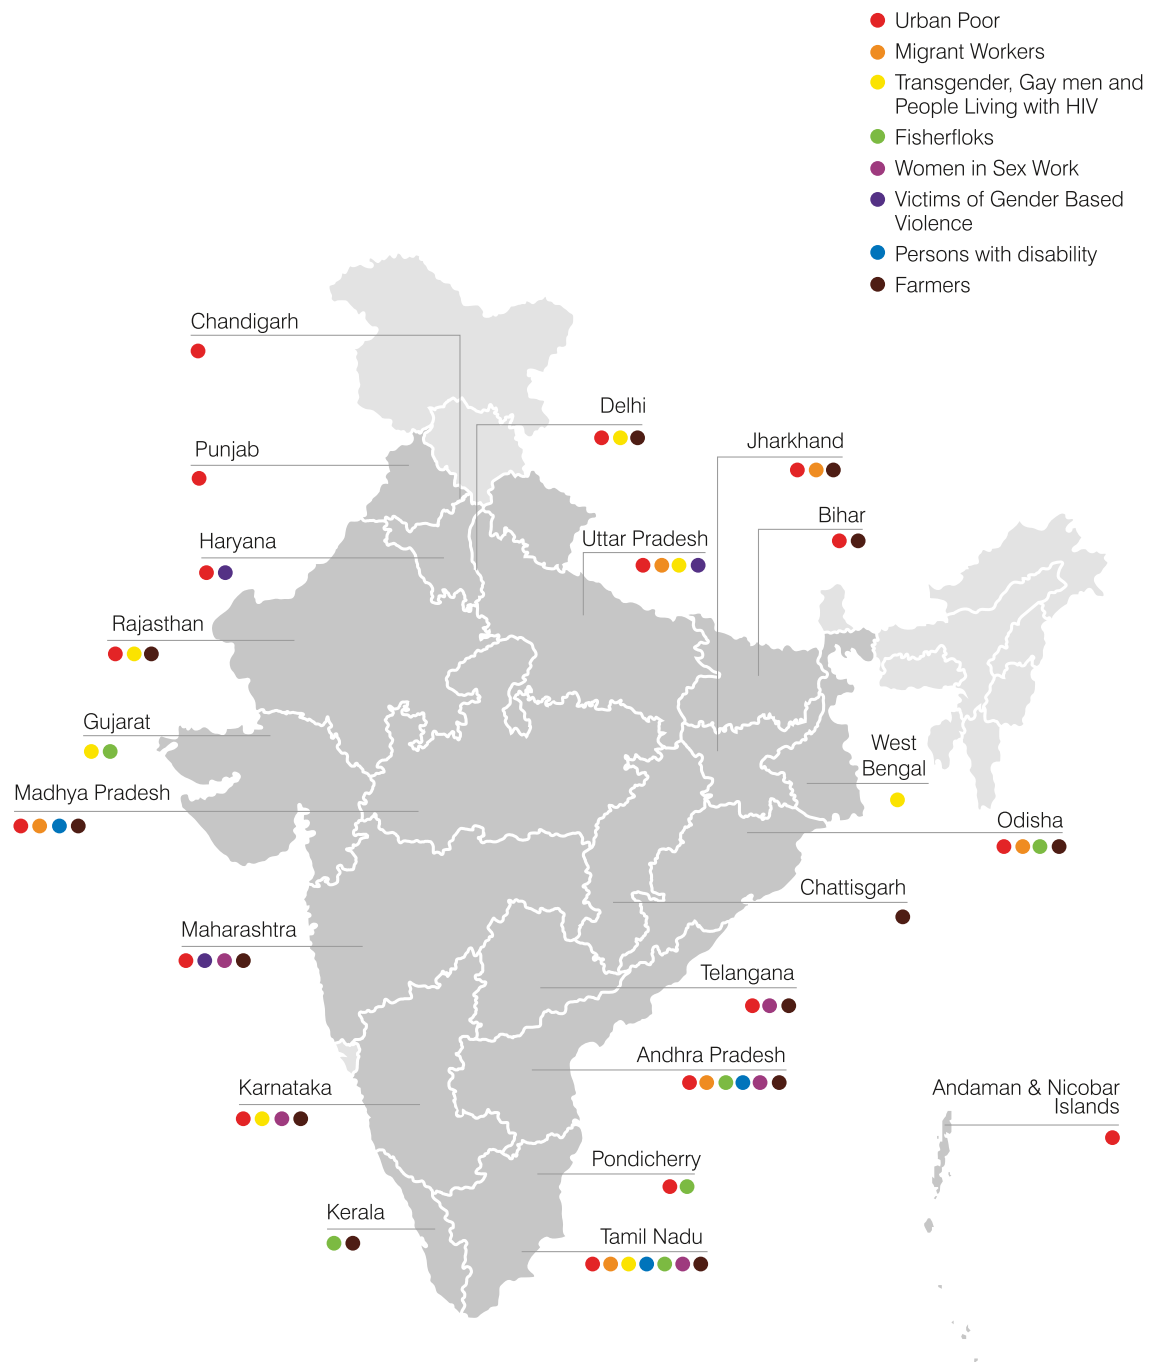 Urban Poor
Migrant Workers
Transgender, Gay men and
People Living with HIV
Fisherfloks
Women in Sex Work
Victims of Gender Based
Violence
Persons with disability
Farmers
Chandigarh
Delhi
Jharkhand
Punjab
Bihar
Haryana
Uttar Pradesh
Rajasthan
Gujarat
West
Bengal
Madhya Pradesh
Odisha
Chattisgarh
Maharashtra
Telangana
Andhra Pradesh
Karnataka
Andaman & Nicobar
Islands
Pondicherry
Kerala
Tamil Nadu